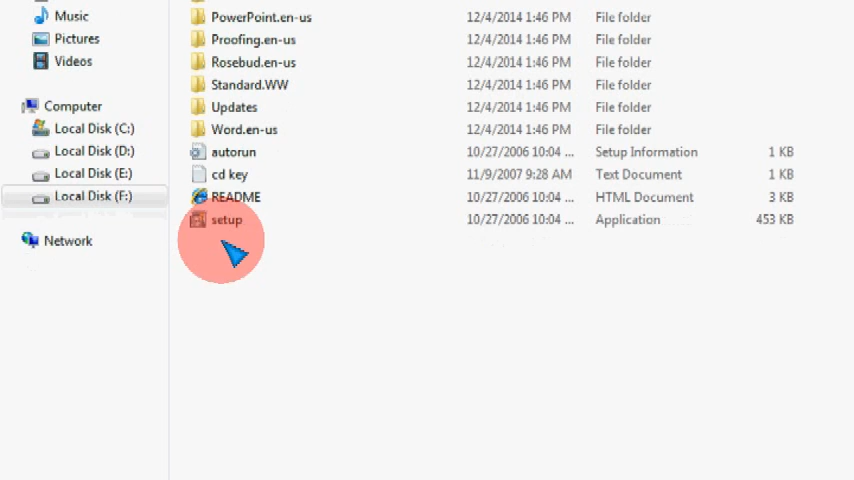 Music
Pictures
Videos
Computer
Local Disk (C:)
Local Disk (D:)
Local Disk (E:)
Local Disk (F:)
Network
PowerPoint.en-us 12/4/2014 1:46 PM File folder
Proofing.en-us 12/4/2014 1:46 PM File folder
Rosebud.en-us 12/4/2014 1:46 PM File folder
Standard.WW 12/4/2014 1:46 PM File folder
Updates 12/4/2014 1:46 PM File folder
Word.en-us 12/4/2014 1:46 PM File folder
autorun 10/27/2006 10:04 ... Setup Information 1 KB
cd key 11/9/2007 9:28 AM Text Document 1 KB
README 10/27/2006 10:04 ... HTML Document 3 KB
setup 10/27/2006 10:04 ... Application 453 KB